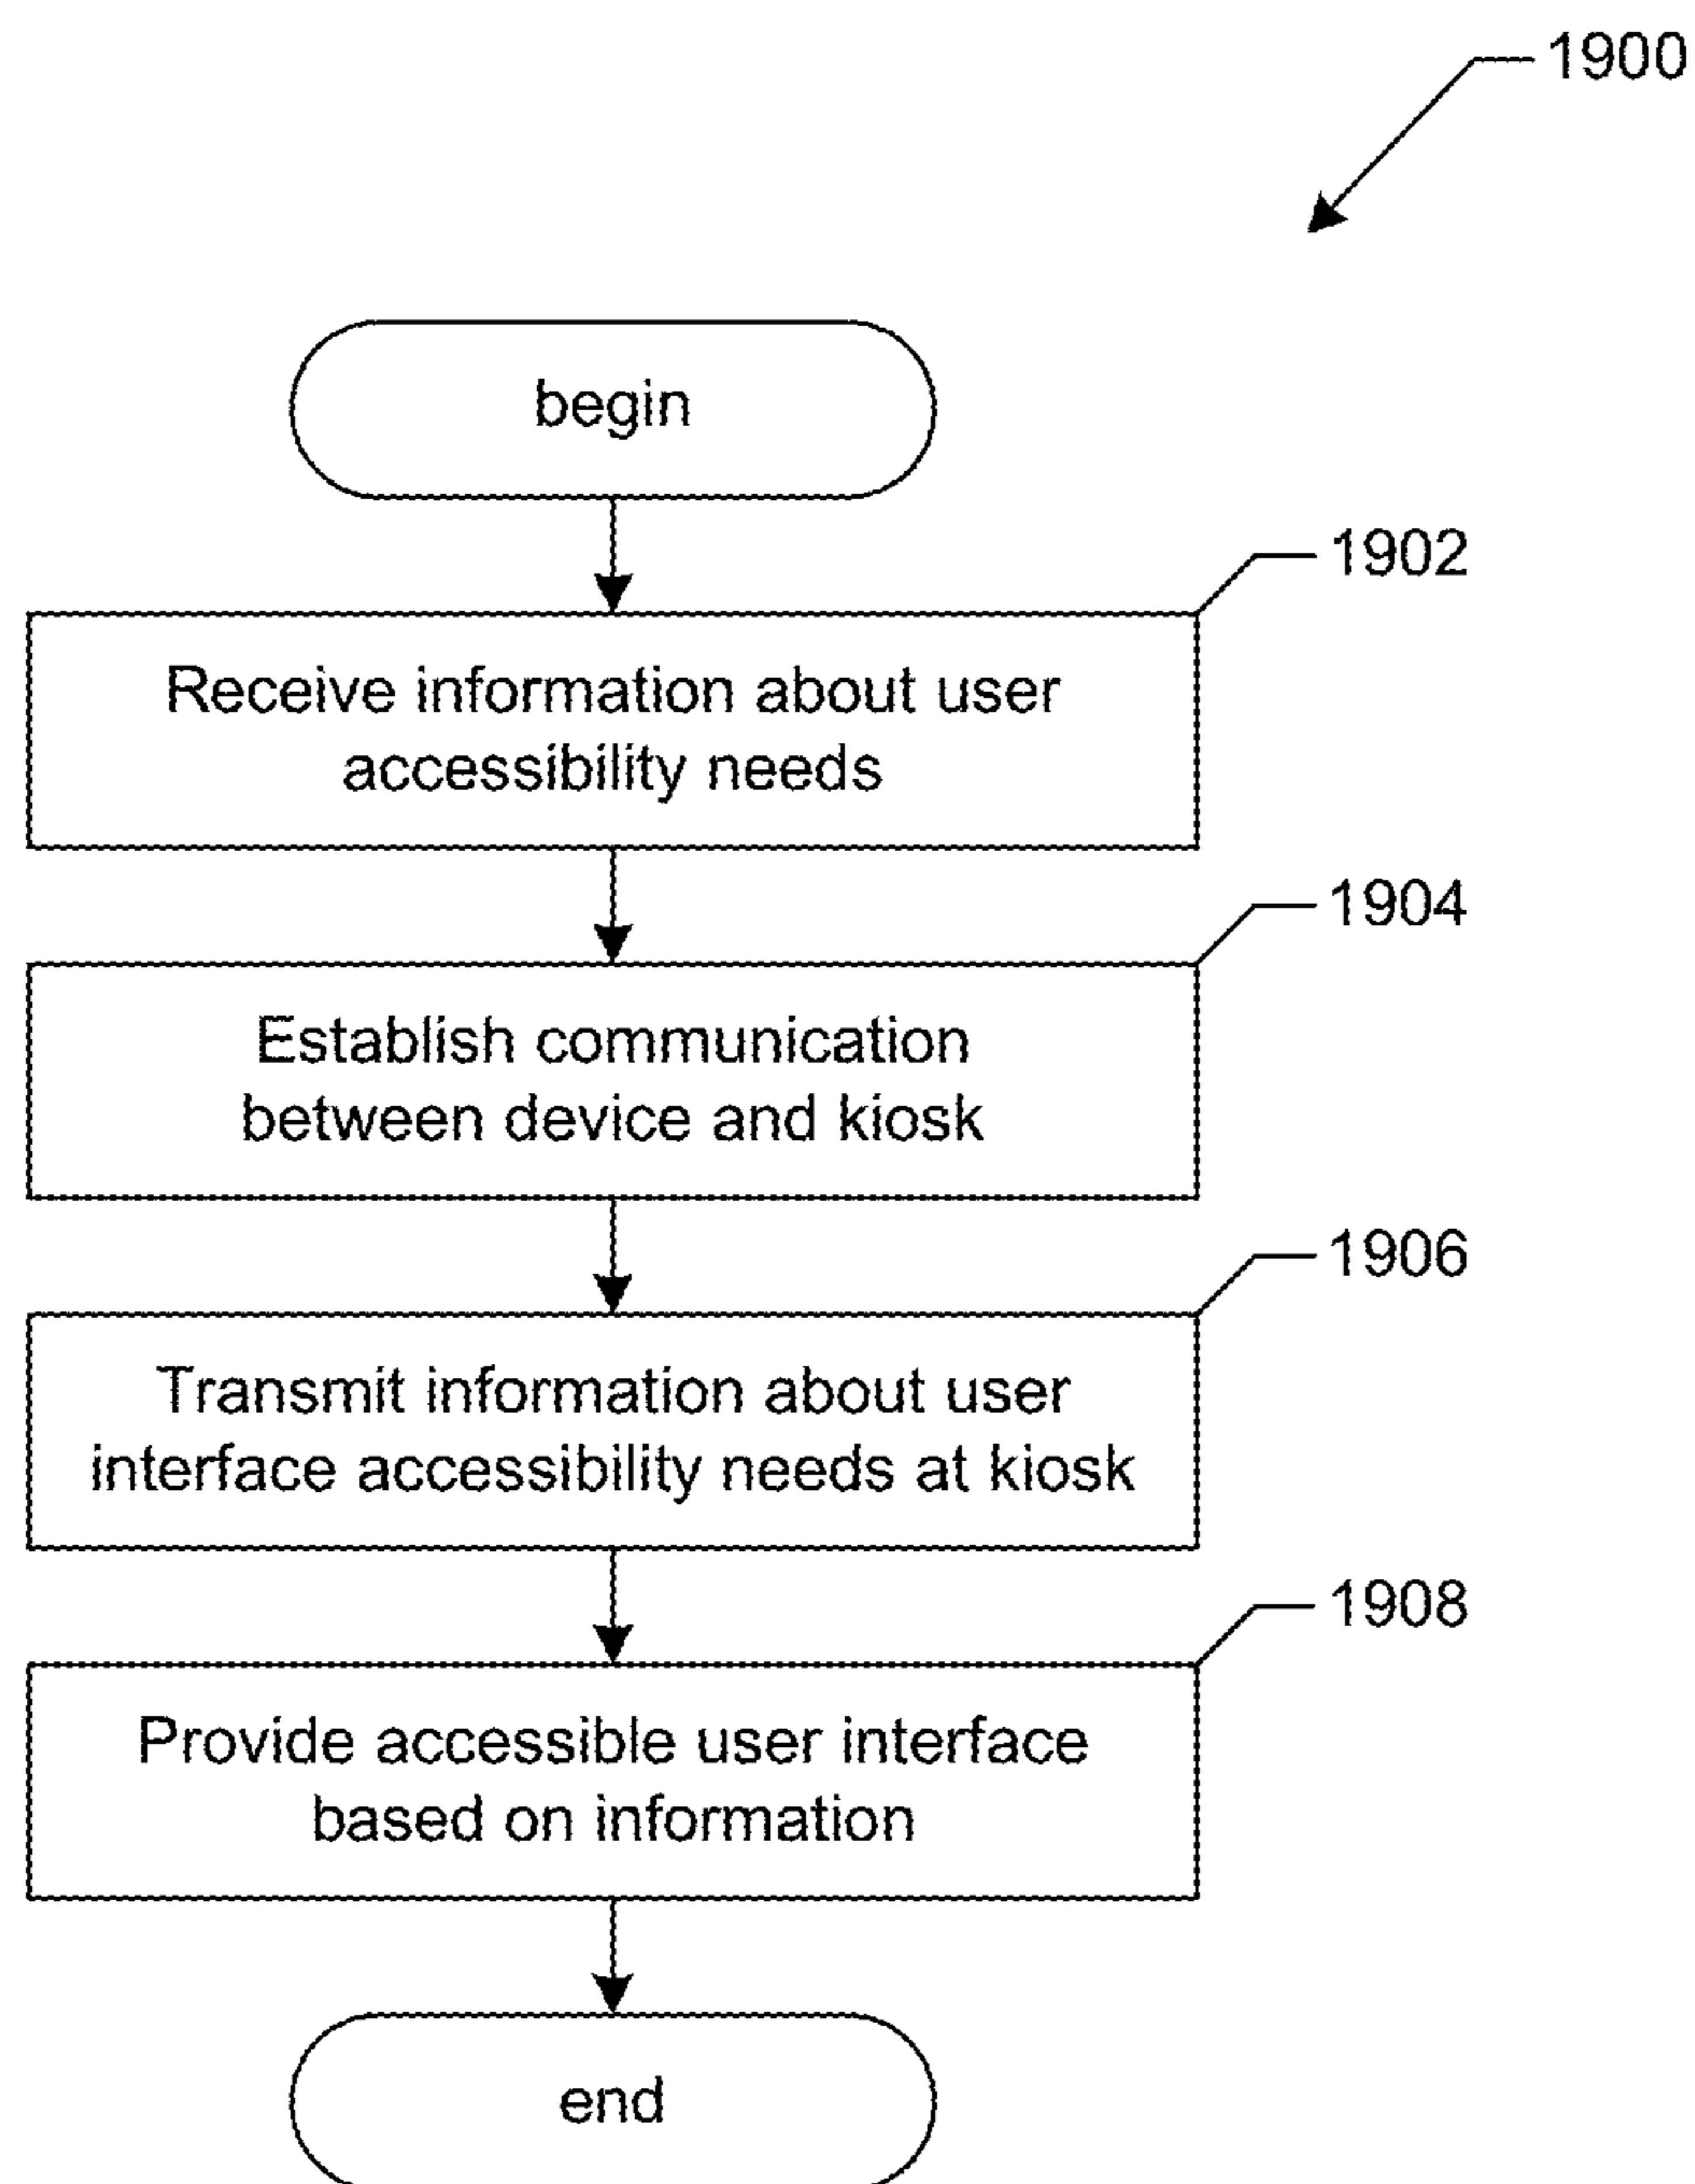 1900
begin
1902
Receive information about user
accessibility needs
1904
Establish communication
between device and kiosk
1906
Transmit information about user
interface accessibility needs at kiosk
1908
Provide accessible user interface
based on information
end